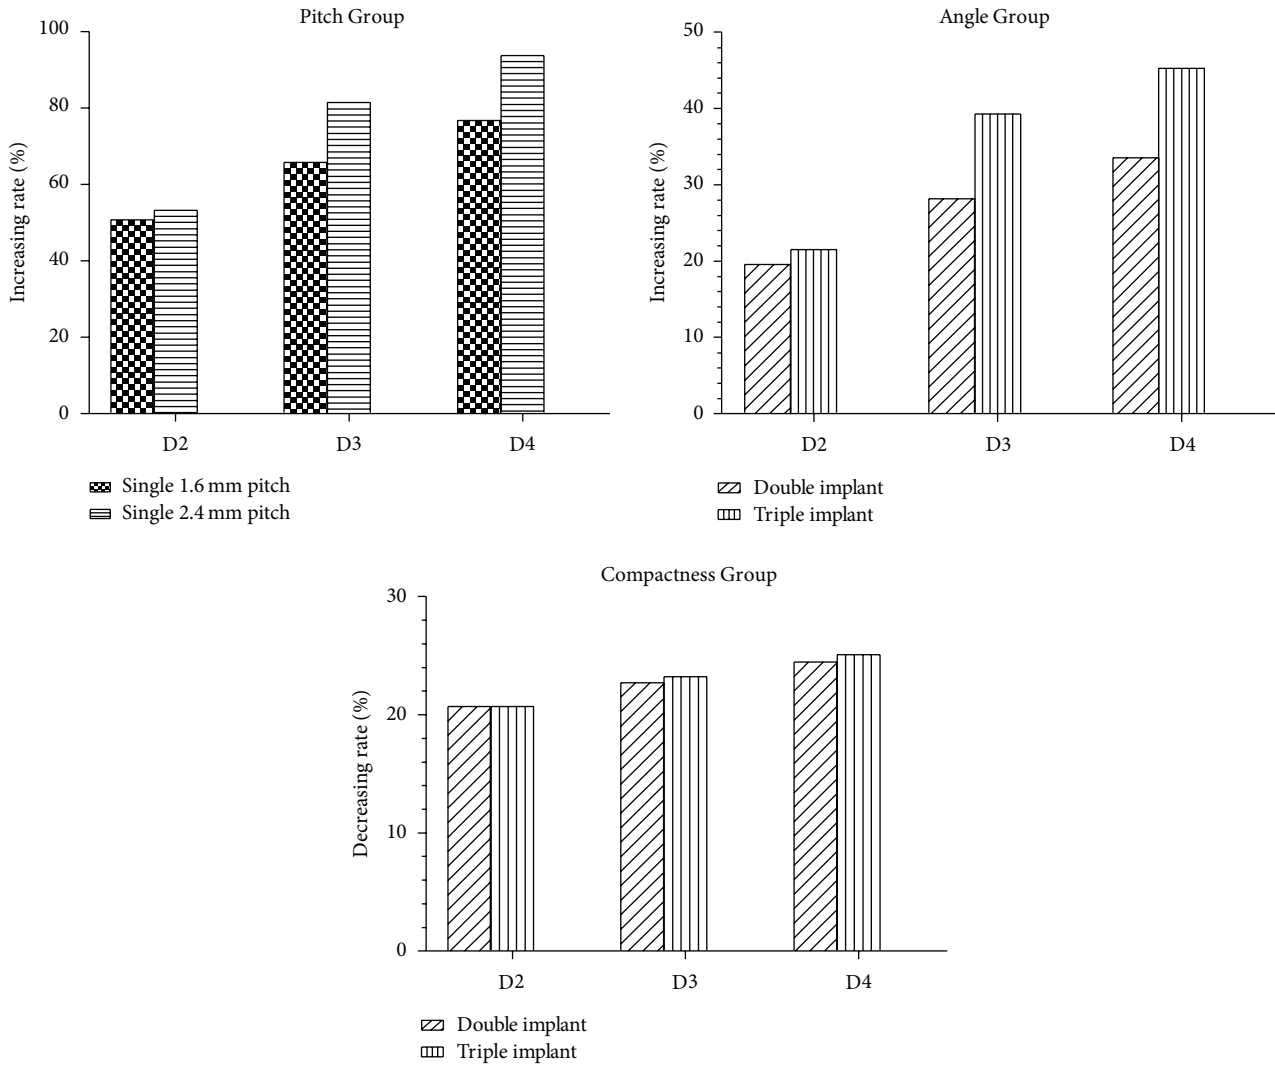 Pitch Group
100
80
60
40
20
0
Increasing rate (%)
D2 D3 D4
Single 1.6 mm pitch
Single 2.4 mm pitch
Angle Group
50
40
30
20
10
0
Increasing rate (%)
D2 D3 D4
Double implant
Triple implant
Compactness Group
30
20
10
0
Decreasing rate (%)
D2 D3 D4
Double implant
Triple implant